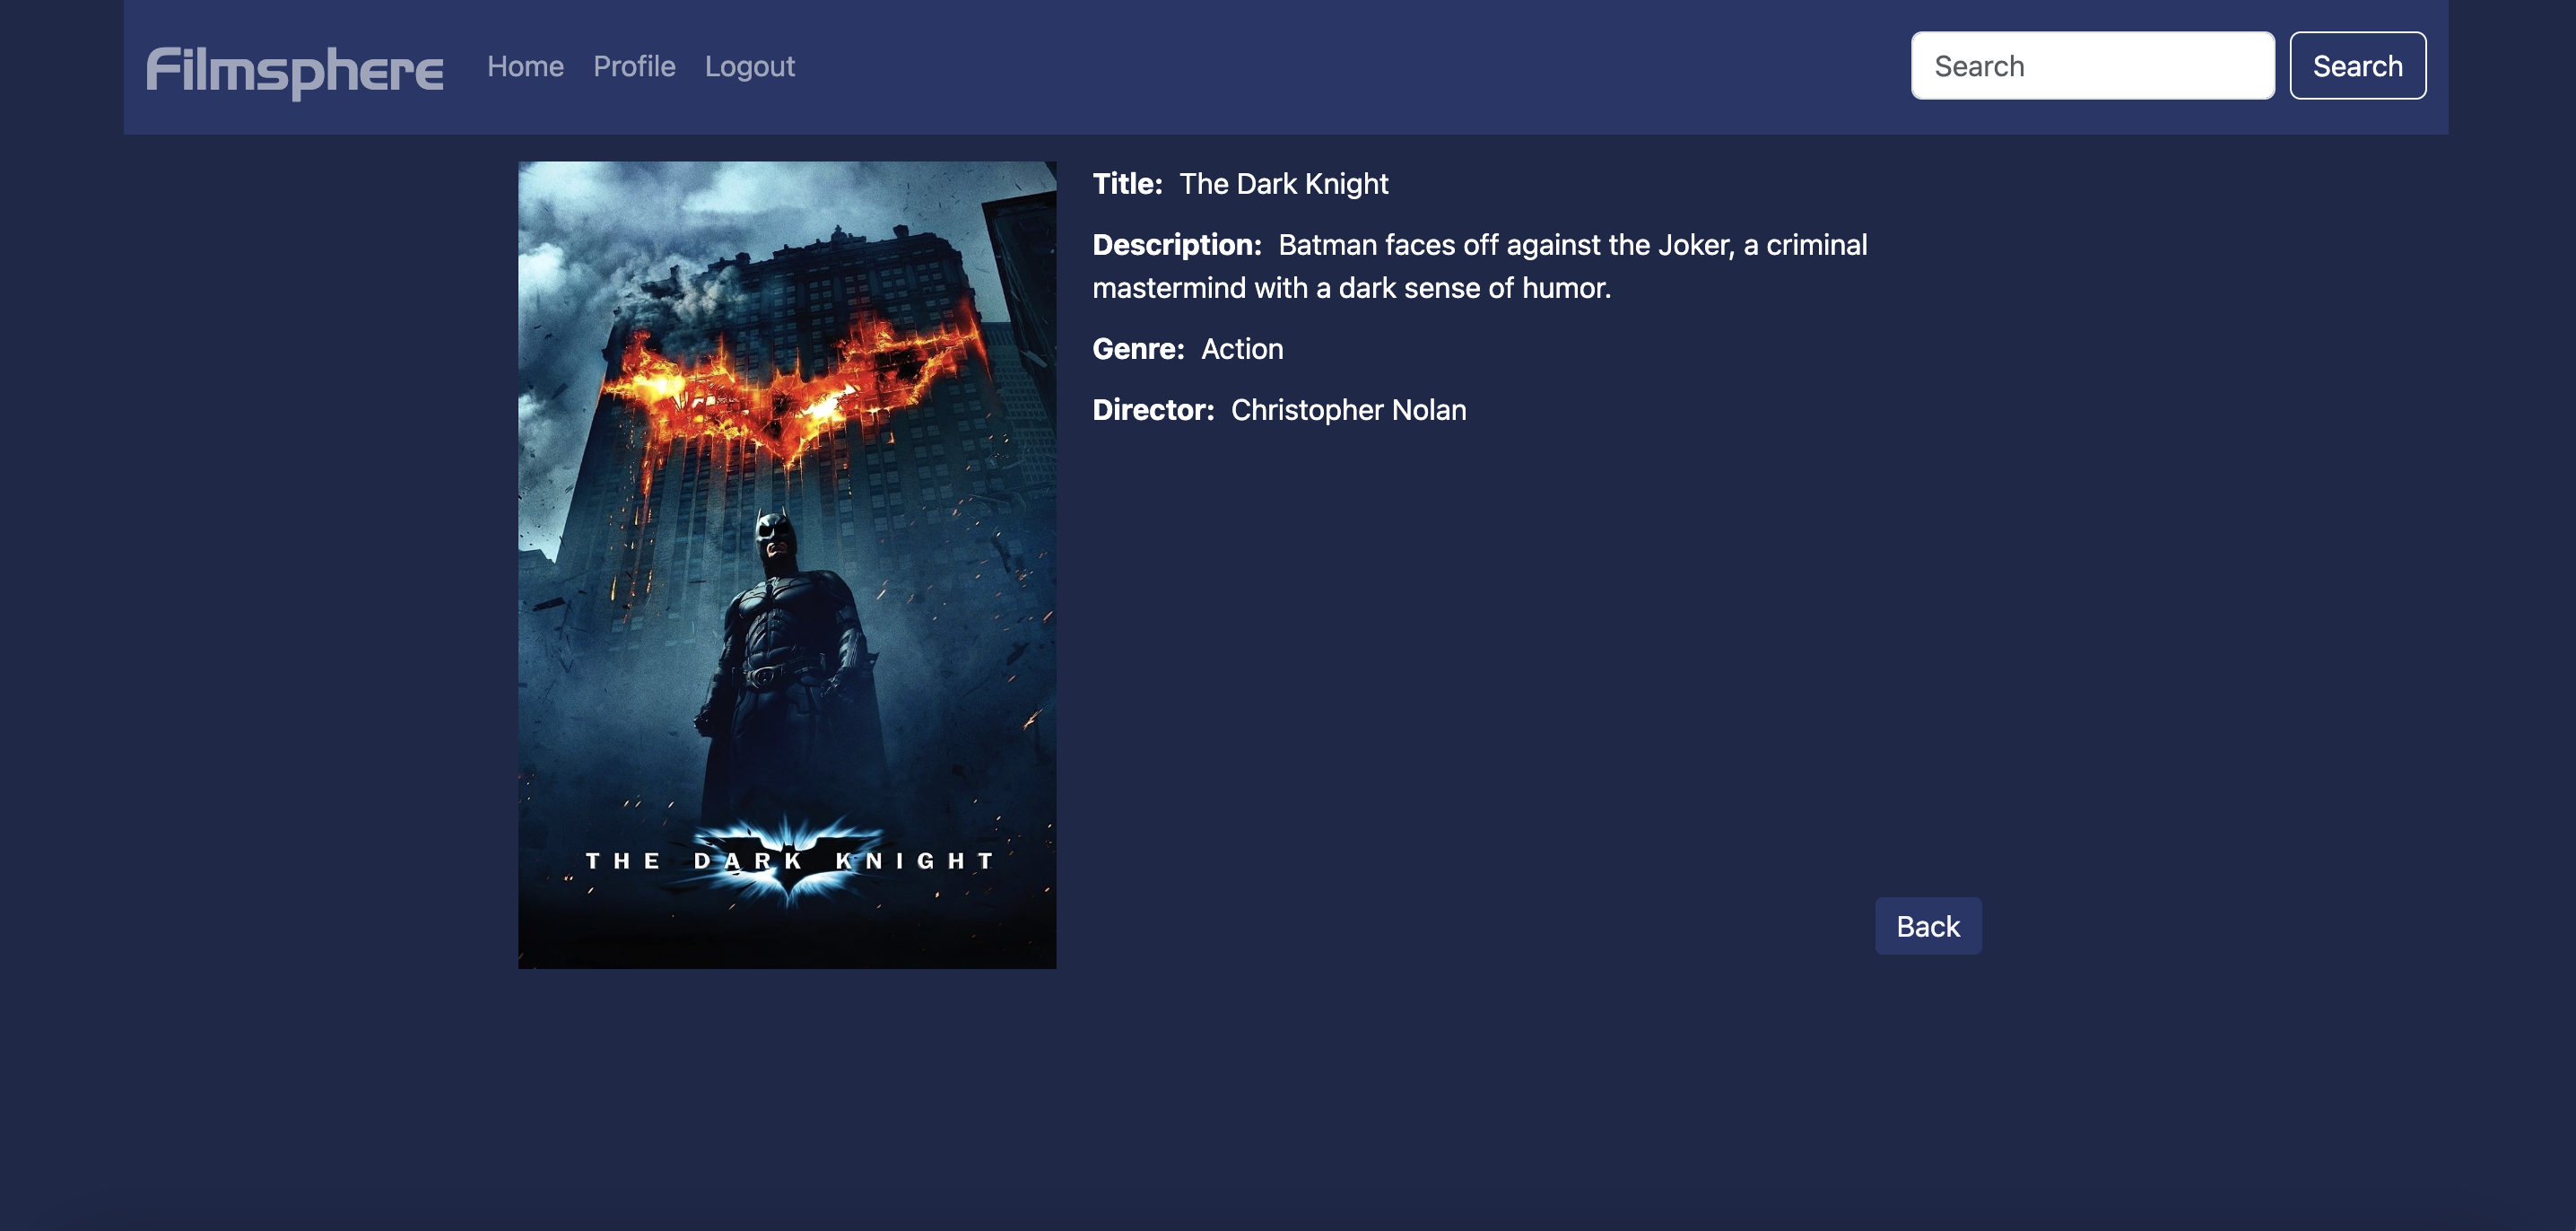 Filmsphere Home Profile Logout Search Search
Title: The Dark Knight
Description: Batman faces off against the Joker, a criminal
mastermind with a dark sense of humor.
Genre: Action
Director: Christopher Nolan
THE DARK KNIGHT
Back